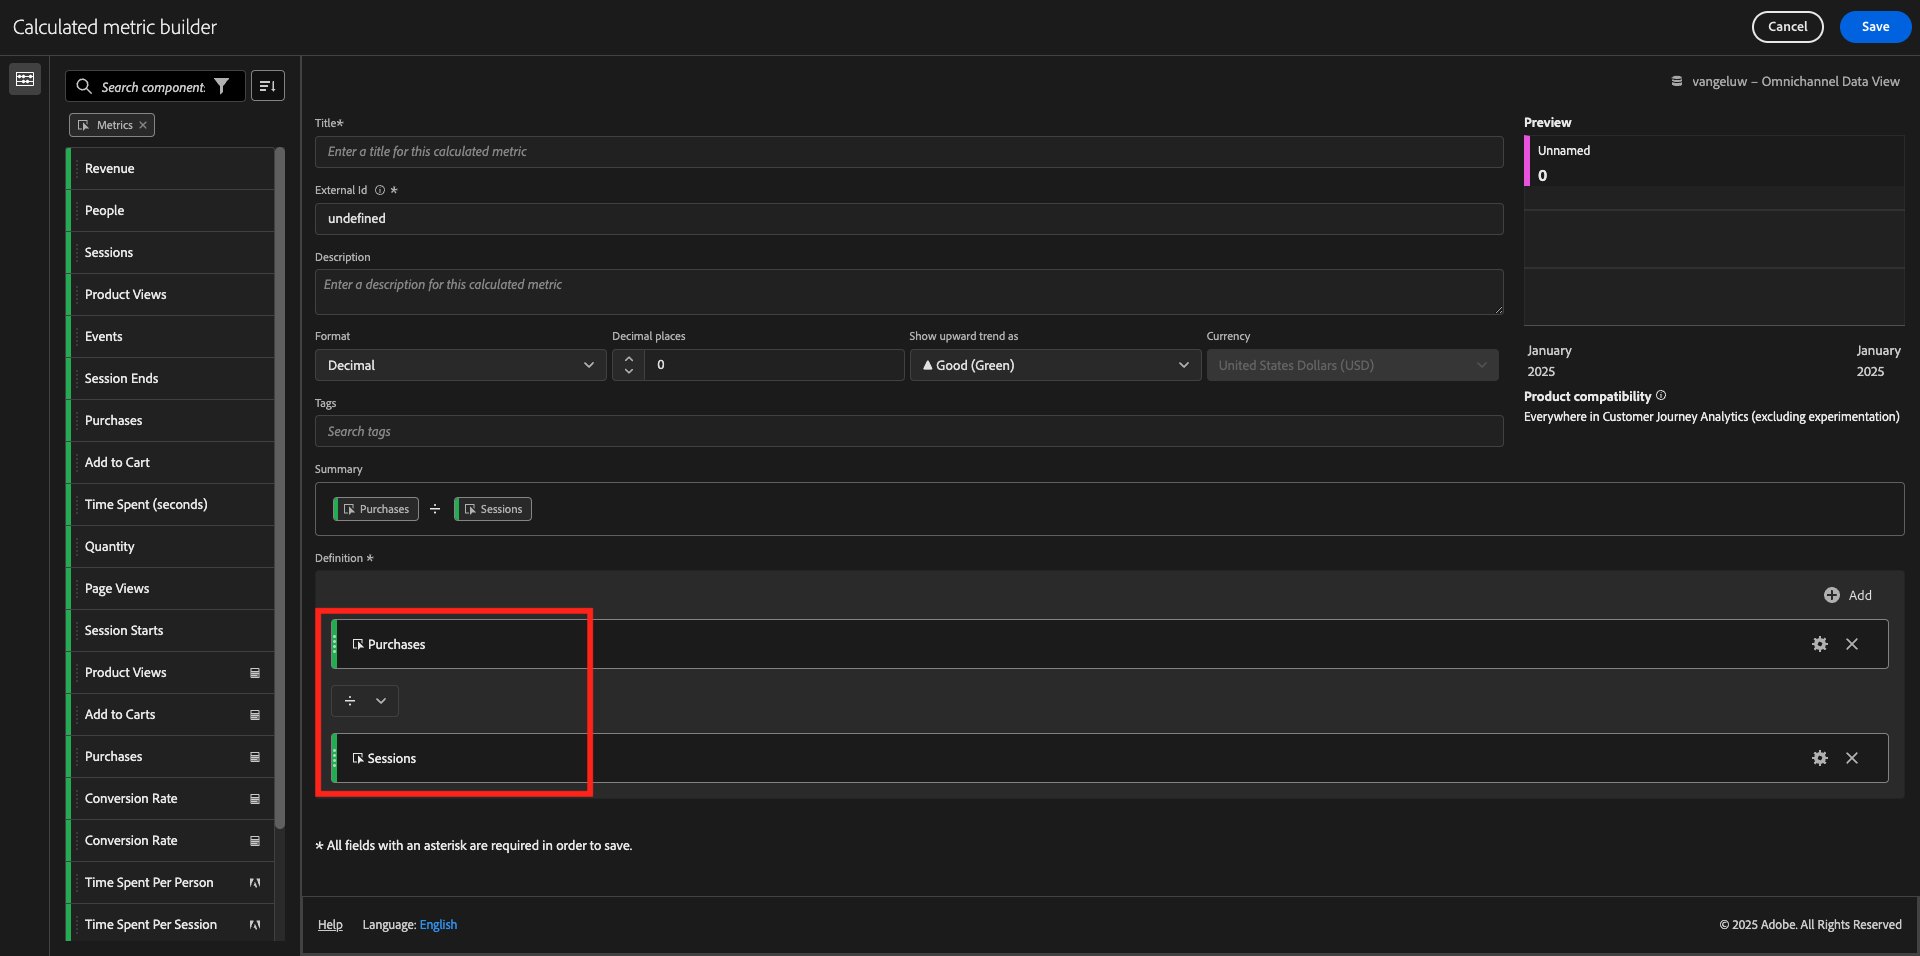 Calculated metric builder
Cancel
Save
Search component
Metrics
Revenue
People
Sessions
Product Views
Events
Session Ends
Purchases
Add to Cart
Time Spent (seconds)
Quantity
Page Views
Session Starts
Product Views
Add to Carts
Purchases
Conversion Rate
Conversion Rate
Time Spent Per Person
Time Spent Per Session
vangeluw – Omnichannel Data View
Title*
Enter a title for this calculated metric
External Id *
undefined
Description
Enter a description for this calculated metric
Format
Decimal places
Show upward trend as
Currency
Decimal
0
Good (Green)
United States Dollars (USD)
Tags
Search tags
Summary
Purchases ÷ Sessions
Definition *
Add
Purchases
÷
Sessions
* All fields with an asterisk are required in order to save.
Preview
Unnamed
0
January 2025
January 2025
Product compatibility
Everywhere in Customer Journey Analytics (excluding experimentation)
Help
Language: English
© 2025 Adobe. All Rights Reserved